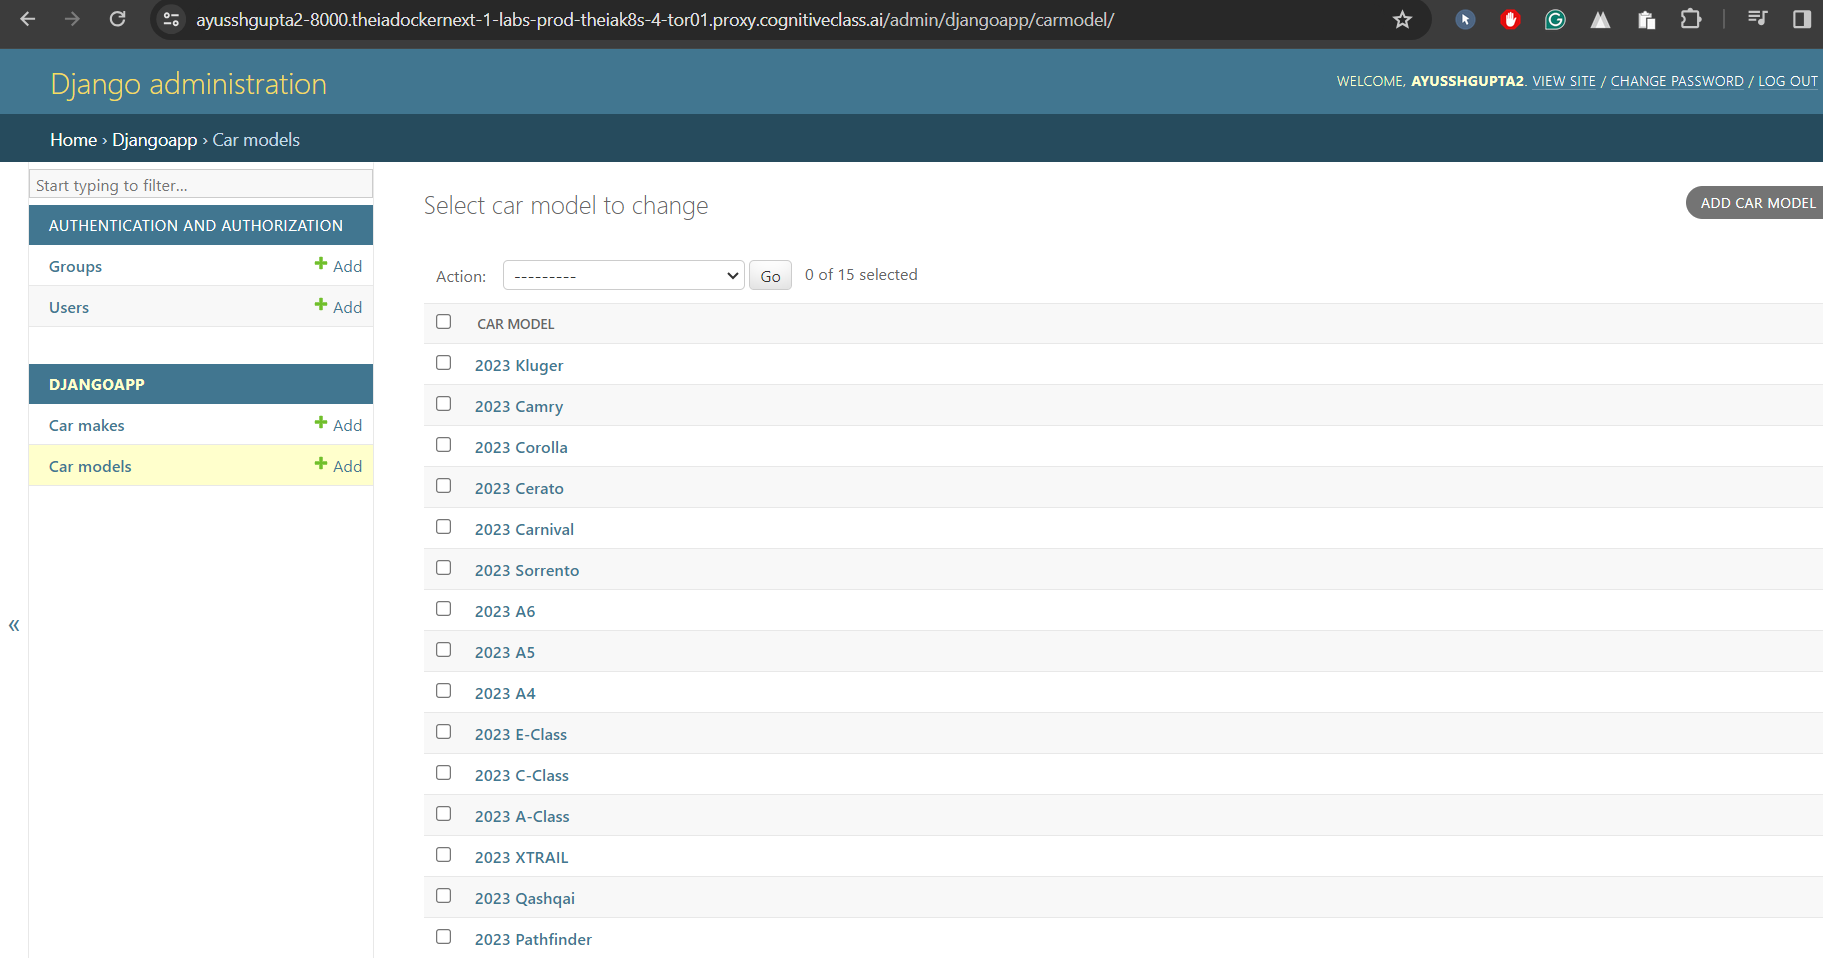 ayusshgupta2-8000.theiadockernext-1-labs-prod-theiak8s-4-tor01.proxy.cognitiveclass.ai/admin/djangoapp/carmodel/
Django administration
WELCOME, AYUSSHGUPTA2. VIEW SITE / CHANGE PASSWORD / LOG OUT
Home › Djangoapp › Car models
Start typing to filter...
AUTHENTICATION AND AUTHORIZATION
Groups + Add
Users + Add
DJANGOAPP
Car makes + Add
Car models + Add
«
Select car model to change
ADD CAR MODEL
Action: --------- Go 0 of 15 selected
CAR MODEL
2023 Kluger
2023 Camry
2023 Corolla
2023 Cerato
2023 Carnival
2023 Sorrento
2023 A6
2023 A5
2023 A4
2023 E-Class
2023 C-Class
2023 A-Class
2023 XTRAIL
2023 Qashqai
2023 Pathfinder